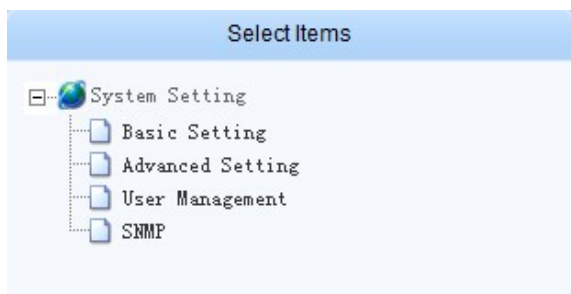 Select Items
System Setting
Basic Setting
Advanced Setting
User Management
SNMP